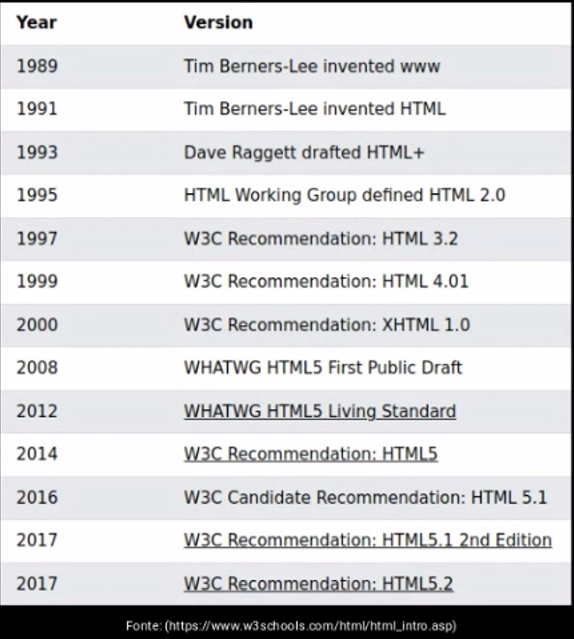 Year Version
1989 Tim Berners-Lee invented www
1991 Tim Berners-Lee invented HTML
1993 Dave Raggett drafted HTML+
1995 HTML Working Group defined HTML 2.0
1997 W3C Recommendation: HTML 3.2
1999 W3C Recommendation: HTML 4.01
2000 W3C Recommendation: XHTML 1.0
2008 WHATWG HTML5 First Public Draft
2012 WHATWG HTML5 Living Standard
2014 W3C Recommendation: HTML5
2016 W3C Candidate Recommendation: HTML 5.1
2017 W3C Recommendation: HTML5.1 2nd Edition
2017 W3C Recommendation: HTML5.2
Fonte: (https://www.w3schools.com/html/html_intro.asp)